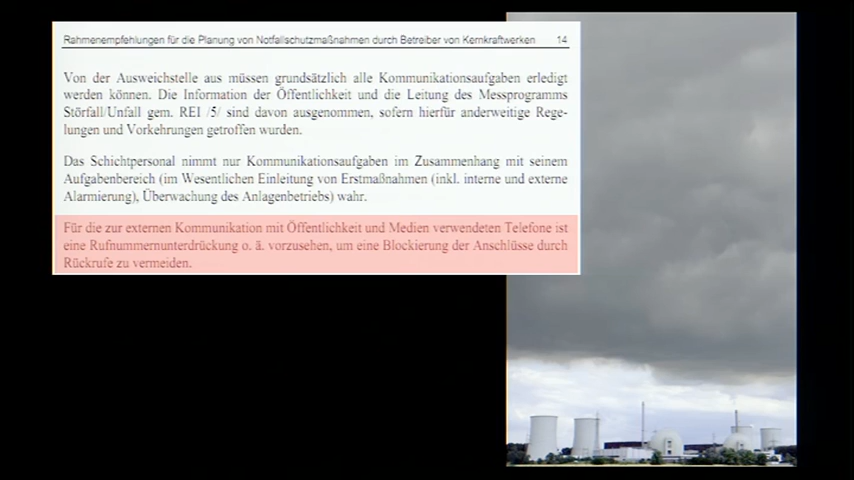 Rahmenempfehlungen für die Planung von Notfallschutzmaßnahmen durch Betreiber von Kernkraftwerken 14
Von der Ausweichstelle aus müssen grundsätzlich alle Kommunikationsaufgaben erledigt
werden können. Die Information der Öffentlichkeit und die Leitung des Messprogramms
Störfall/Unfall gem. REI /5/ sind davon ausgenommen, sofern hierfür anderweitige Rege-
lungen und Vorkehrungen getroffen wurden.
Das Schichtpersonal nimmt nur Kommunikationsaufgaben im Zusammenhang mit seinem
Aufgabenbereich (im Wesentlichen Einleitung von Erstmaßnahmen (inkl. interne und externe
Alarmierung), Überwachung des Anlagenbetriebs) wahr.
Für die zur externen Kommunikation mit Öffentlichkeit und Medien verwendeten Telefone ist
eine Rufnummernunterdrückung o. ä. vorzusehen, um eine Blockierung der Anschlüsse durch
Rückrufe zu vermeiden.